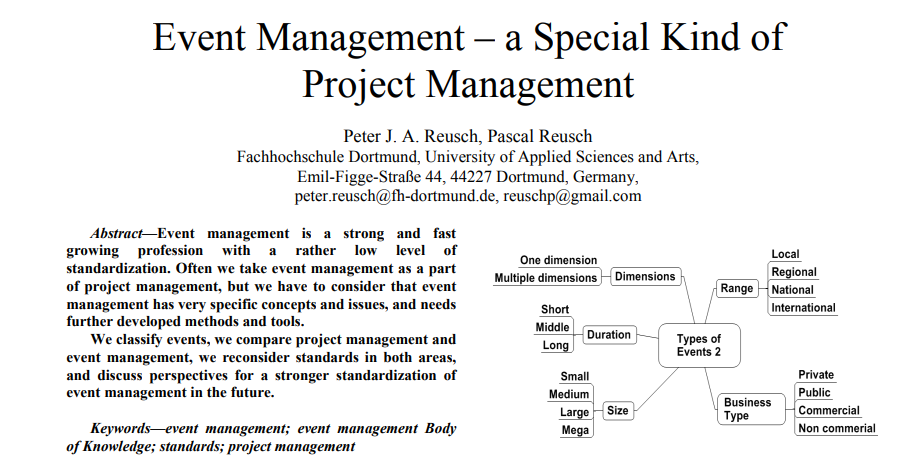 Event Management – a Special Kind of
Project Management
Peter J. A. Reusch, Pascal Reusch
Fachhochschule Dortmund, University of Applied Sciences and Arts,
Emil-Figge-Straße 44, 44227 Dortmund, Germany,
peter.reusch@fh-dortmund.de, reuschp@gmail.com
Abstract—Event management is a strong and fast
growing profession with a rather low level of
standardization. Often we take event management as a part
of project management, but we have to consider that event
management has very specific concepts and issues, and needs
further developed methods and tools.
We classify events, we compare project management and
event management, we reconsider standards in both areas,
and discuss perspectives for a stronger standardization of
event management in the future.
Keywords—event management; event management Body
of Knowledge; standards; project management
One dimension
Multiple dimensions
Dimensions
Short
Middle
Long
Duration
Small
Medium
Large
Mega
Size
Types of
Events 2
Range
Local
Regional
National
International
Business
Type
Private
Public
Commercial
Non commerial